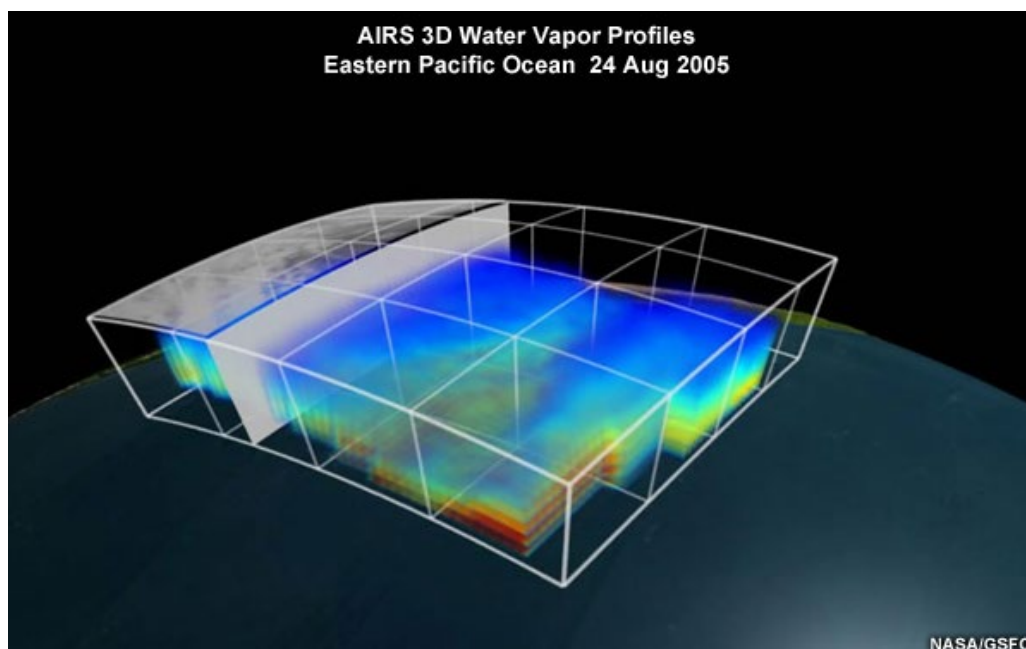 AIRS 3D Water Vapor Profiles
Eastern Pacific Ocean 24 Aug 2005
NASA/GSFC